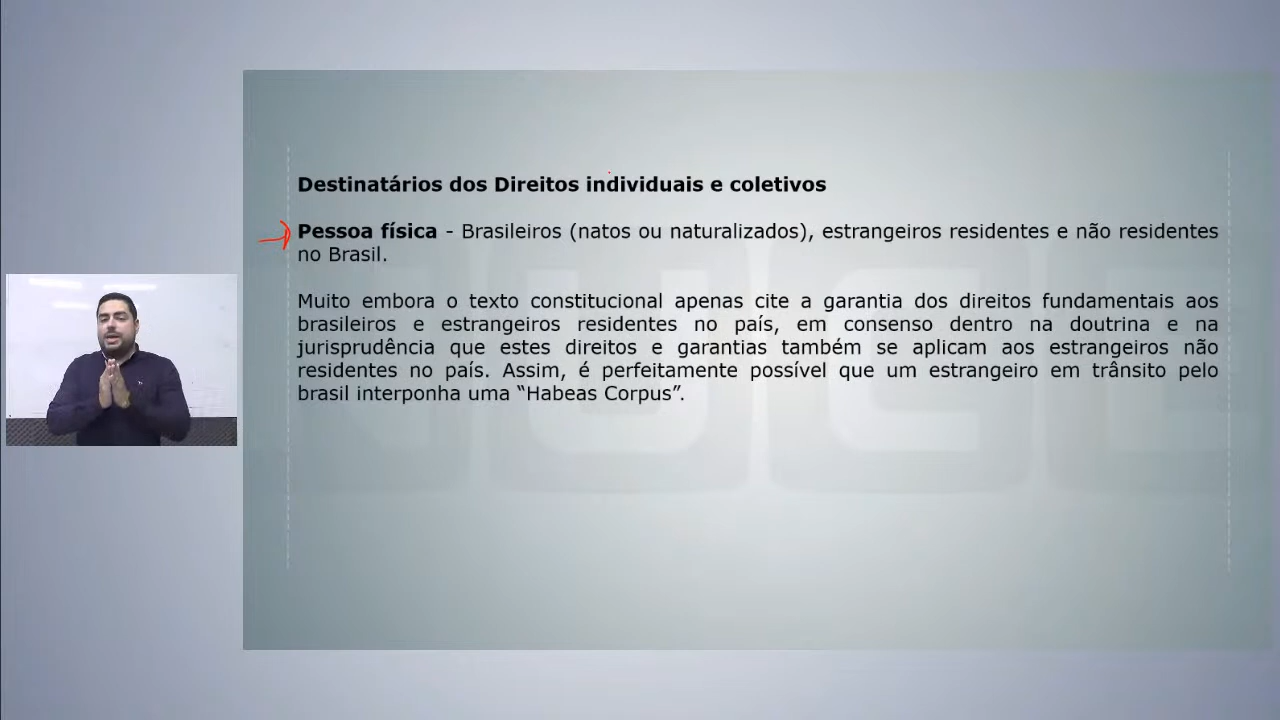 Destinatários dos Direitos individuais e coletivos
Pessoa física - Brasileiros (natos ou naturalizados), estrangeiros residentes e não residentes
no Brasil.
Muito embora o texto constitucional apenas cite a garantia dos direitos fundamentais aos
brasileiros e estrangeiros residentes no país, em consenso dentro na doutrina e na
jurisprudência que estes direitos e garantias também se aplicam aos estrangeiros não
residentes no país. Assim, é perfeitamente possível que um estrangeiro em trânsito pelo
brasil interponha uma “Habeas Corpus”.